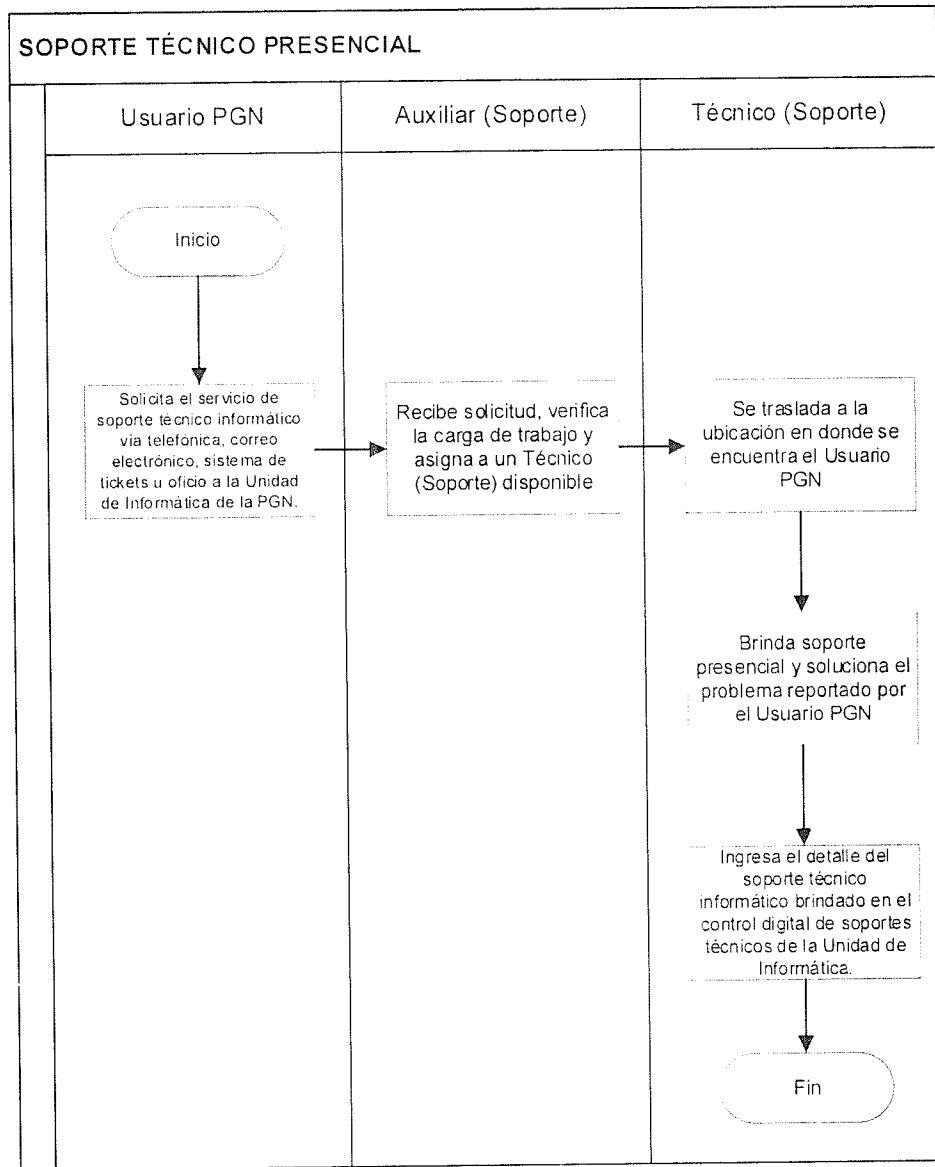 SOPORTE TÉCNICO PRESENCIAL
Usuario PGN
Auxiliar (Soporte)
Técnico (Soporte)
Inicio
Solicita el servicio de
soporte técnico informático
vía telefónica, correo
electrónico, sistema de
tickets u oficio a la Unidad
de Informática de la PGN.
Recibe solicitud, verifica
la carga de trabajo y
asigna a un Técnico
(Soporte) disponible
Se traslada a la
ubicación en donde se
encuentra el Usuario
PGN
Brinda soporte
presencial y soluciona el
problema reportado por
el Usuario PGN
Ingresa el detalle del
soporte técnico
informático brindado en el
control digital de soportes
técnicos de la Unidad de
Informática.
Fin